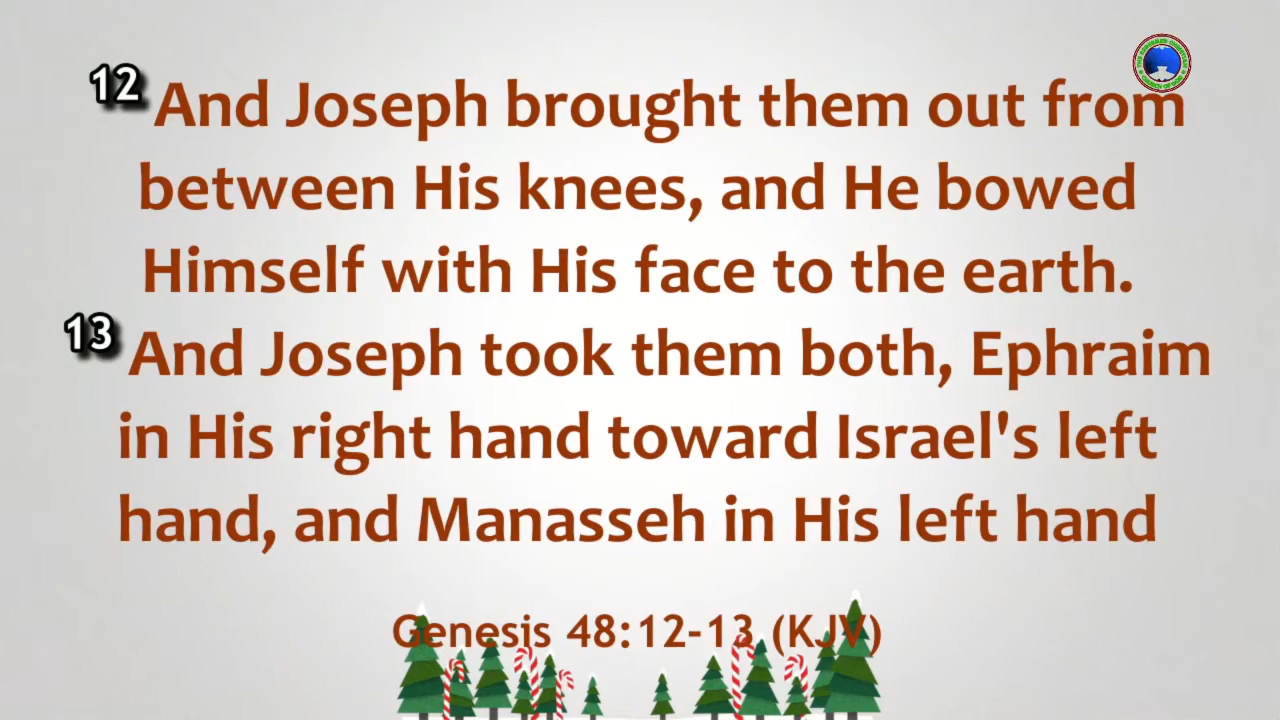 12 And Joseph brought them out from
between His knees, and He bowed
Himself with His face to the earth.
13 And Joseph took them both, Ephraim
in His right hand toward Israel's left
hand, and Manasseh in His left hand
Genesis 48:12-13 (KJV)